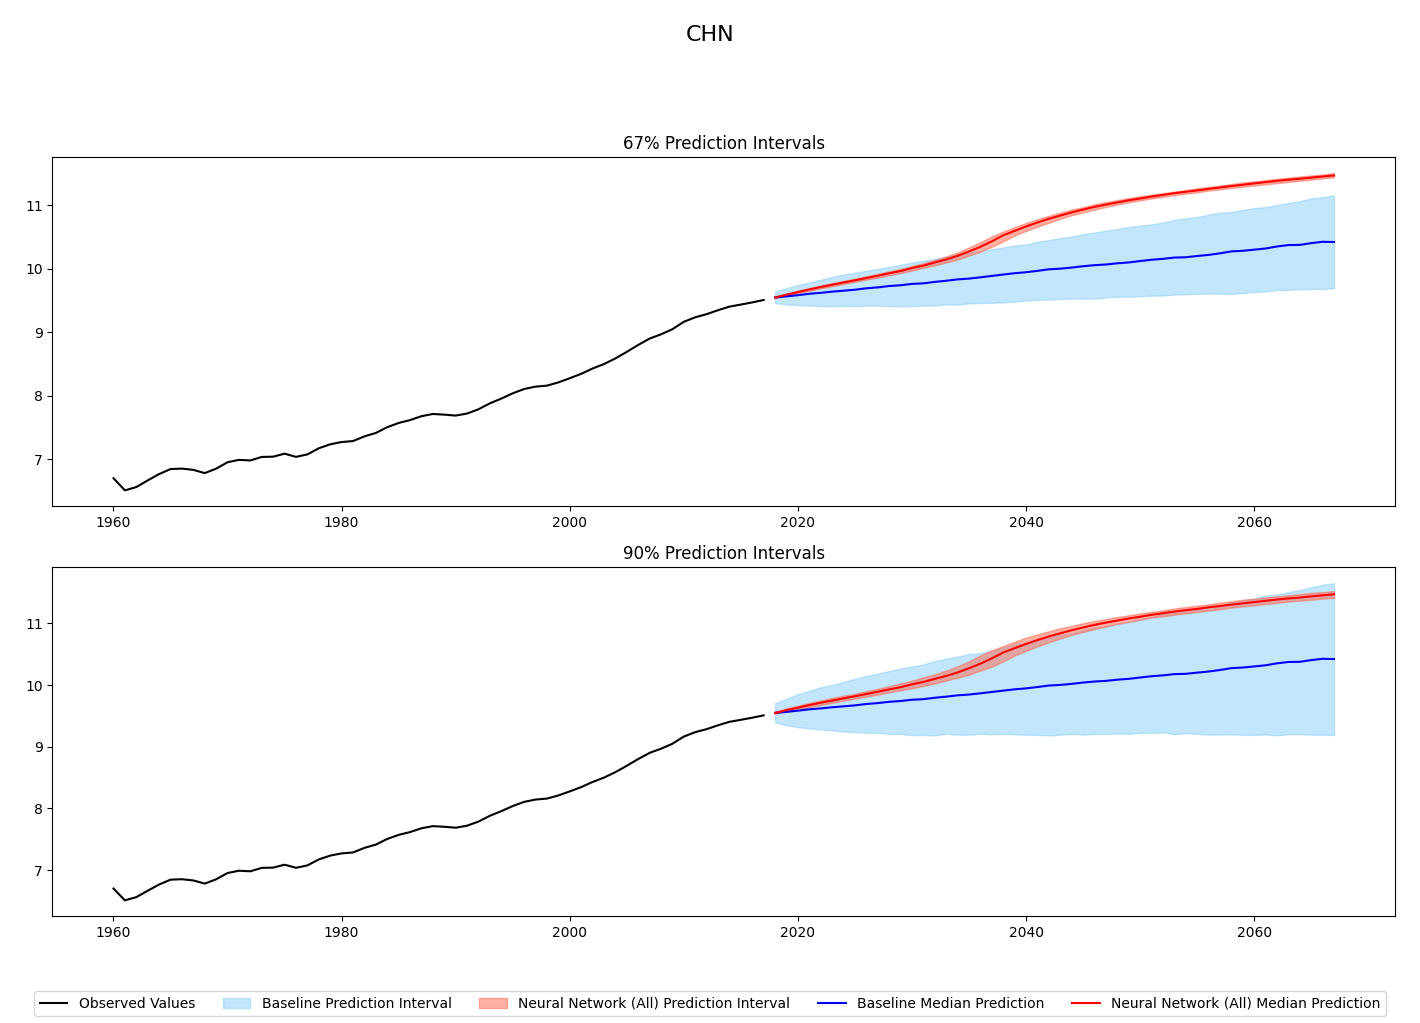 CHN
67% Prediction Intervals
11
10
9
8
7
1960 1980 2000 2020 2040 2060
90% Prediction Intervals
11
10
9
8
7
1960 1980 2000 2020 2040 2060
Observed Values Baseline Prediction Interval Neural Network (All) Prediction Interval Baseline Median Prediction Neural Network (All) Median Prediction